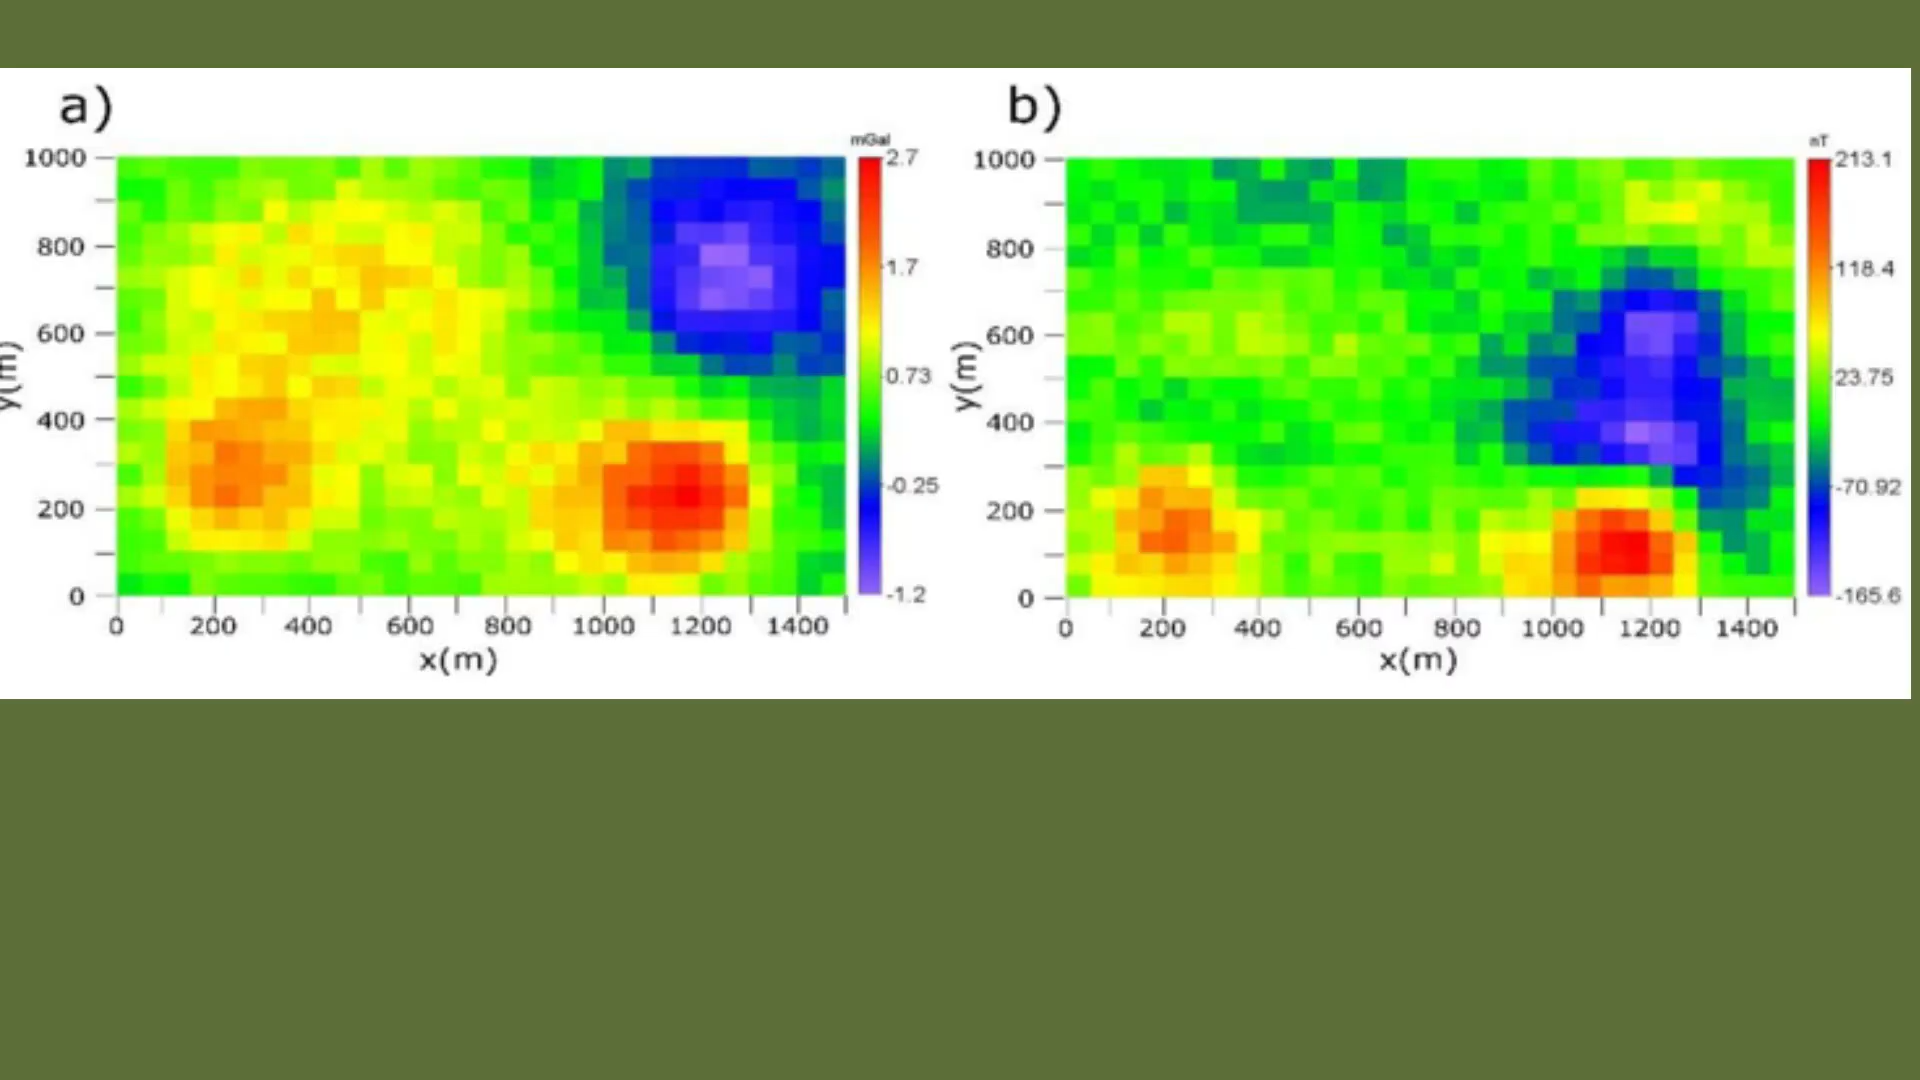 a)
mGal
1000
800
600
400
200
0
y(m)
0 200 400 600 800 1000 1200 1400
x(m)
2.7
1.7
0.73
-0.25
-1.2
b)
nT
1000
800
600
400
200
0
y(m)
0 200 400 600 800 1000 1200 1400
x(m)
213.1
118.4
23.75
-70.92
-165.6